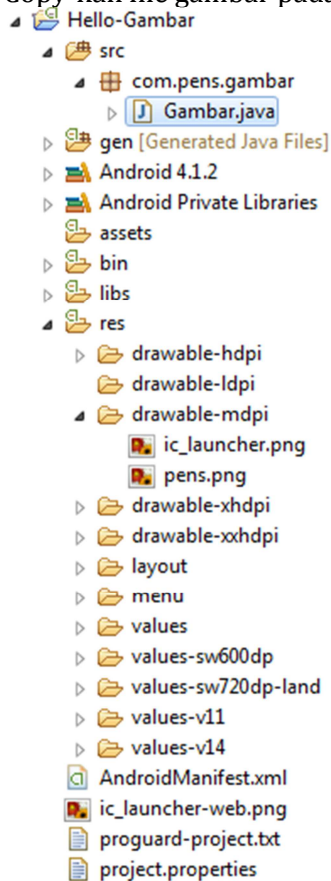 gambar pada
Hello-Gambar
src
com.pens.gambar
Gambar.java
gen [Generated Java Files]
Android 4.1.2
Android Private Libraries
assets
bin
libs
res
drawable-hdpi
drawable-ldpi
drawable-mdpi
ic_launcher.png
pens.png
drawable-xhdpi
drawable-xxhdpi
layout
menu
values
values-sw600dp
values-sw720dp-land
values-v11
values-v14
AndroidManifest.xml
ic_launcher-web.png
proguard-project.txt
project.properties